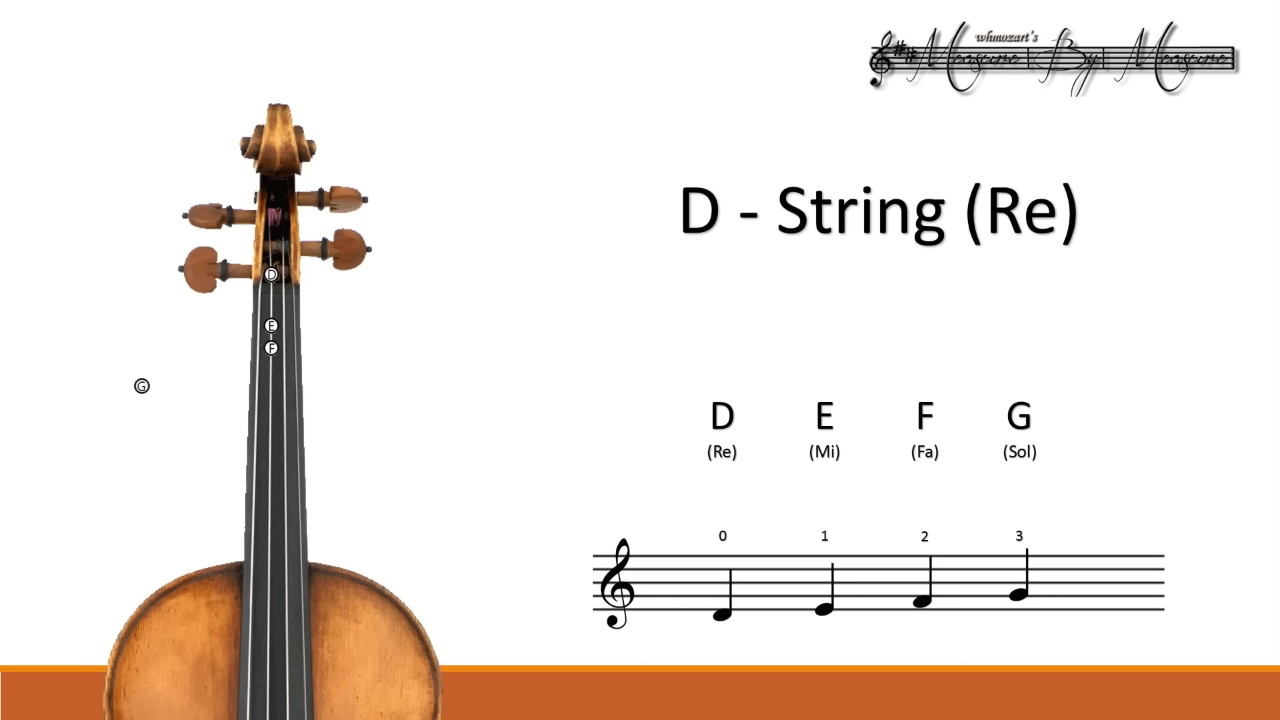 whmozart's
Measure By Measure
D - String (Re)
D
E
F
G
D E F G
(Re) (Mi) (Fa) (Sol)
0 1 2 3